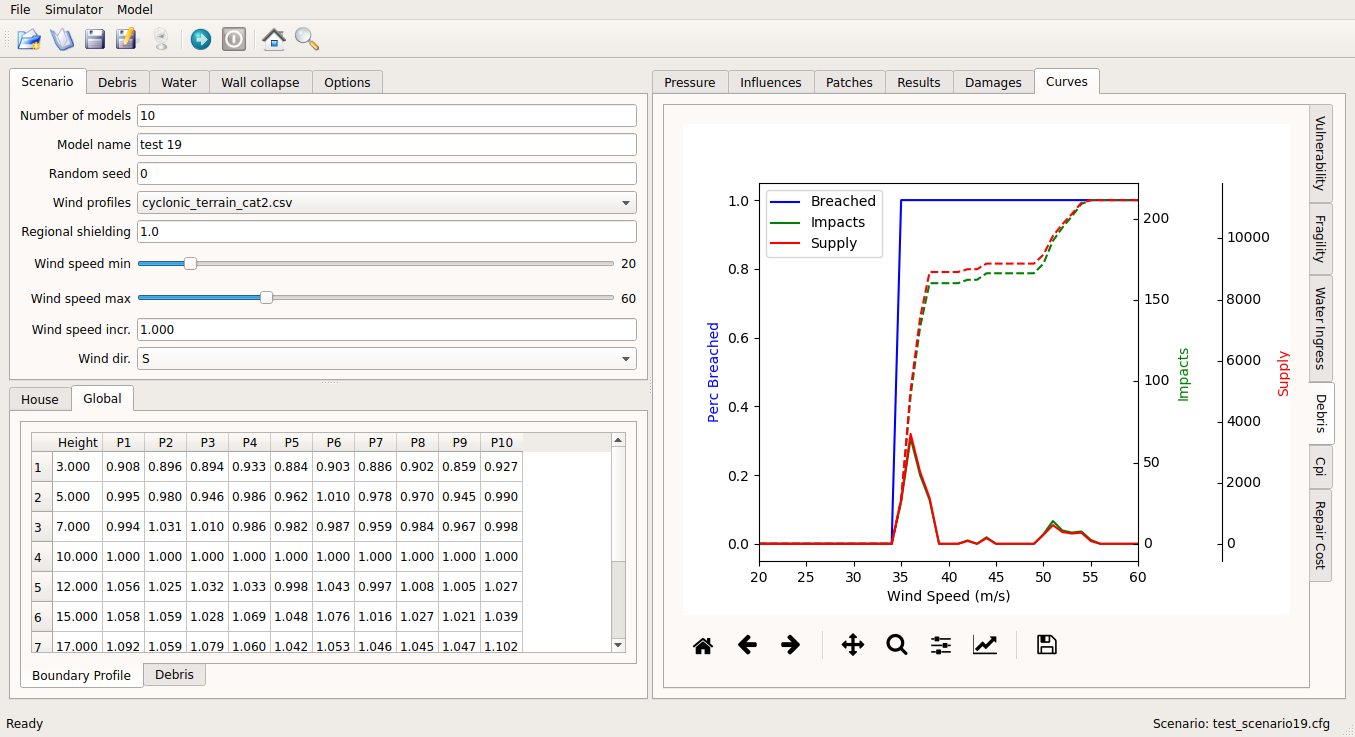 File Simulator Model
Scenario Debris Water Wall collapse Options
Number of models 10
Model name test 19
Random seed 0
Wind profiles cyclonic_terrain_cat2.csv
Regional shielding 1.0
Wind speed min 20
Wind speed max 60
Wind speed incr. 1.000
Wind dir. S
House Global
Height P1 P2 P3 P4 P5 P6 P7 P8 P9 P10
1 3.000 0.908 0.896 0.894 0.933 0.884 0.903 0.886 0.902 0.859 0.927
2 5.000 0.995 0.980 0.946 0.986 0.962 1.010 0.978 0.970 0.945 0.990
3 7.000 0.994 1.031 1.010 0.986 0.982 0.987 0.959 0.984 0.967 0.998
4 10.000 1.000 1.000 1.000 1.000 1.000 1.000 1.000 1.000 1.000 1.000
5 12.000 1.056 1.025 1.032 1.033 0.998 1.043 0.997 1.008 1.005 1.027
6 15.000 1.058 1.059 1.028 1.069 1.048 1.076 1.016 1.027 1.021 1.039
7 17.000 1.092 1.059 1.079 1.060 1.042 1.053 1.046 1.045 1.047 1.102
Boundary Profile Debris
Pressure Influences Patches Results Damages Curves
Breached
Impacts
Supply
Perc Breached
1.0
0.8
0.6
0.4
0.2
0.0
20 25 30 35 40 45 50 55 60
Wind Speed (m/s)
200
150
100
50
0
Impacts
10000
8000
6000
4000
2000
0
Supply
Vulnerability
Fragility
Water Ingress
Debris
Cpi
Repair Cost
Ready
Scenario: test_scenario19.cfg